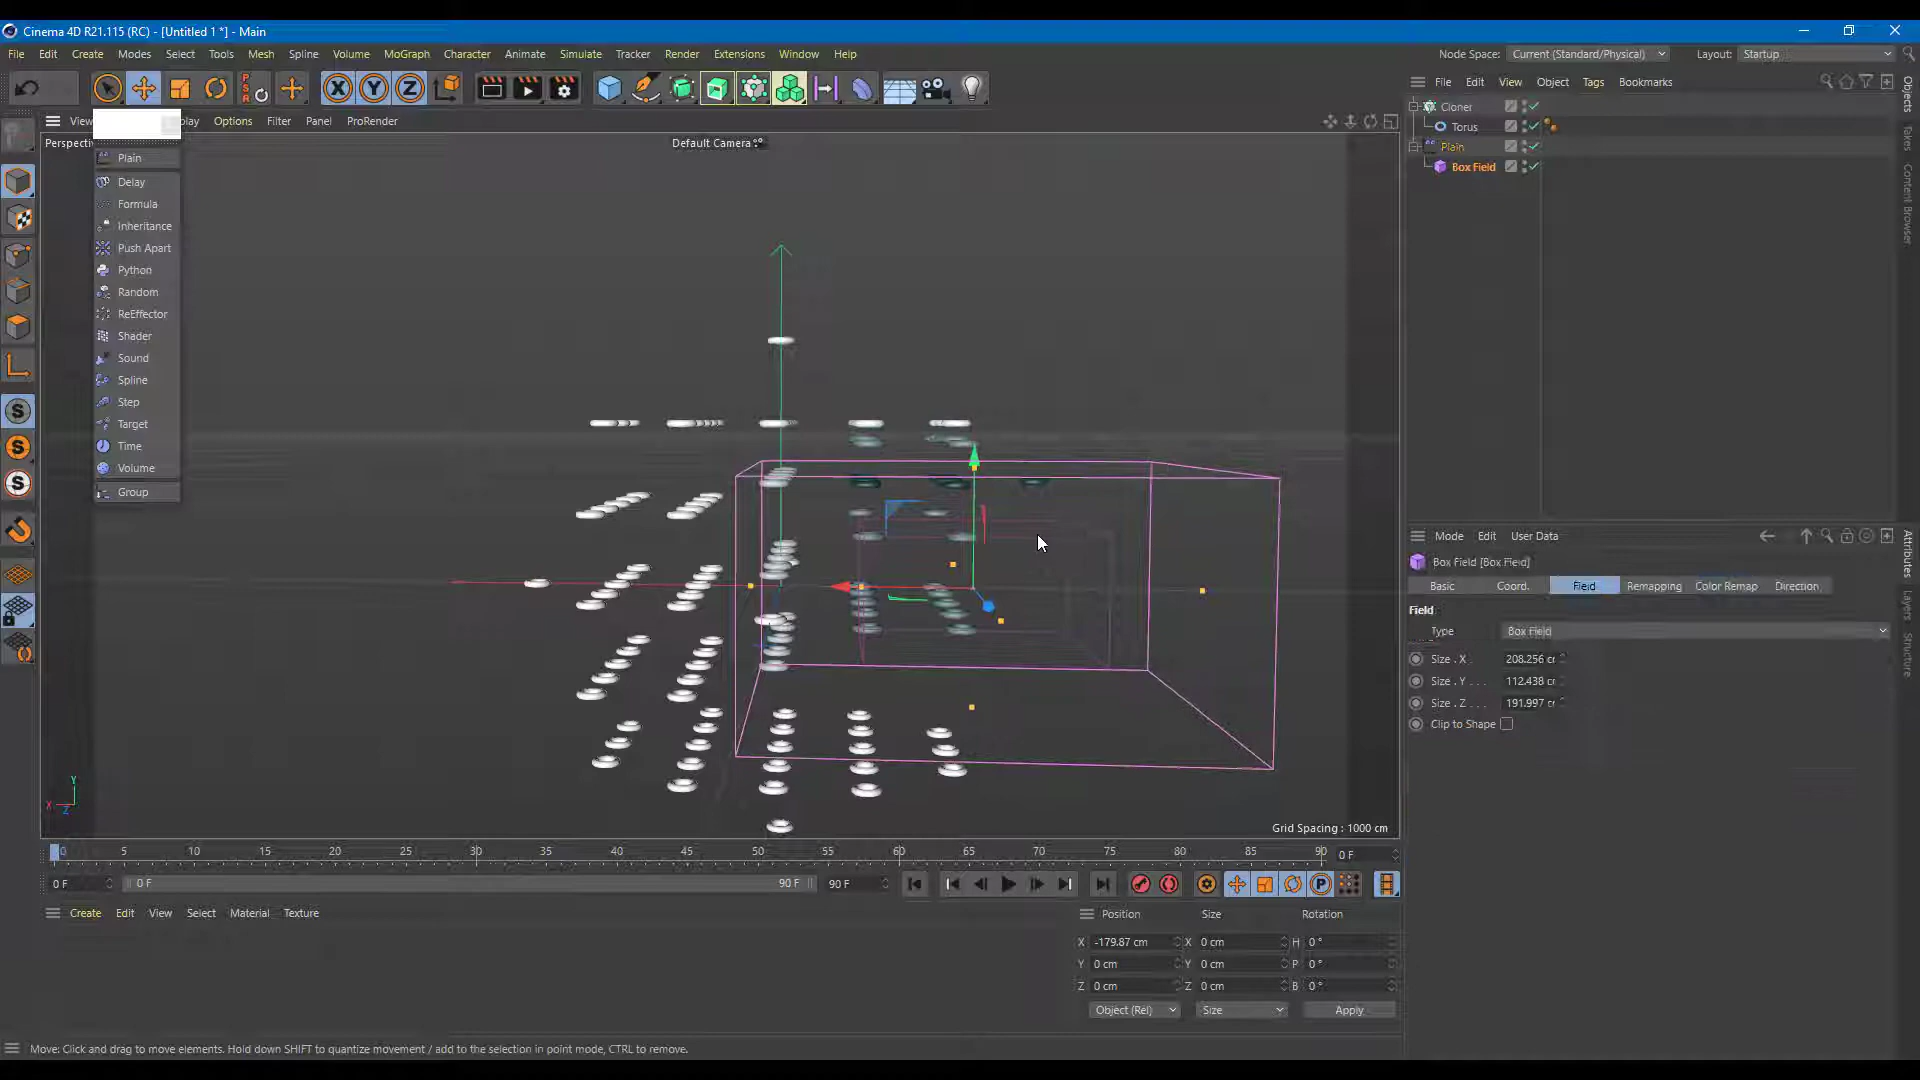 Cinema 4D R21.115 (RC) - [Untitled 1 *] - Main
File Edit Create Modes Select Tools Mesh Spline Volume MoGraph Character Animate Simulate Tracker Render Extensions Window Help
Node Space: Current (Standard/Physical) Layout: Startup
PSR X Y Z
File Edit View Object Tags Bookmarks
Options Filter Panel ProRender
Default Camera
Plain
Delay
Formula
Inheritance
Push Apart
Python
Random
ReEffector
Shader
Sound
Spline
Step
Target
Time
Volume
Group
Cloner
Torus
Plain
Box Field
Objects
Takes
Content Browser
Mode Edit User Data
Box Field [Box Field]
Basic Coord. Field Remapping Color Remap Direction
Field
Type Box Field
Size . X 208.256 c
Size . Y . . . 112.438 c
Size . Z . . . 191.997 c
Clip to Shape
Attributes
Layers
Structure
Y
X
Z
Grid Spacing : 1000 cm
0 5 10 15 20 25 30 35 40 45 50 55 60 65 70 75 80 85 90 0 F
0 F 0 F 90 F 90 F
Create Edit View Select Material Texture
Position Size Rotation
X -179.87 cm X 0 cm H 0 °
Y 0 cm Y 0 cm P 0 °
Z 0 cm Z 0 cm B 0 °
Object (Rel) Size Apply
Move: Click and drag to move elements. Hold down SHIFT to quantize movement / add to the selection in point mode, CTRL to remove.